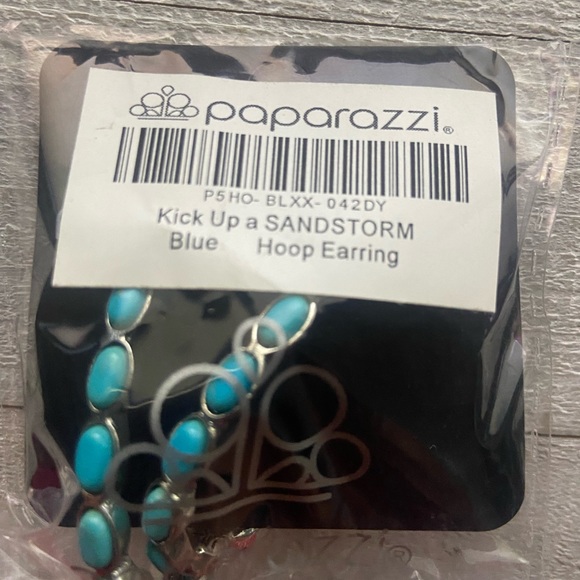 paparazzi®
P5HO-BLXX-042DY
Kick Up a SANDSTORM
Blue Hoop Earring